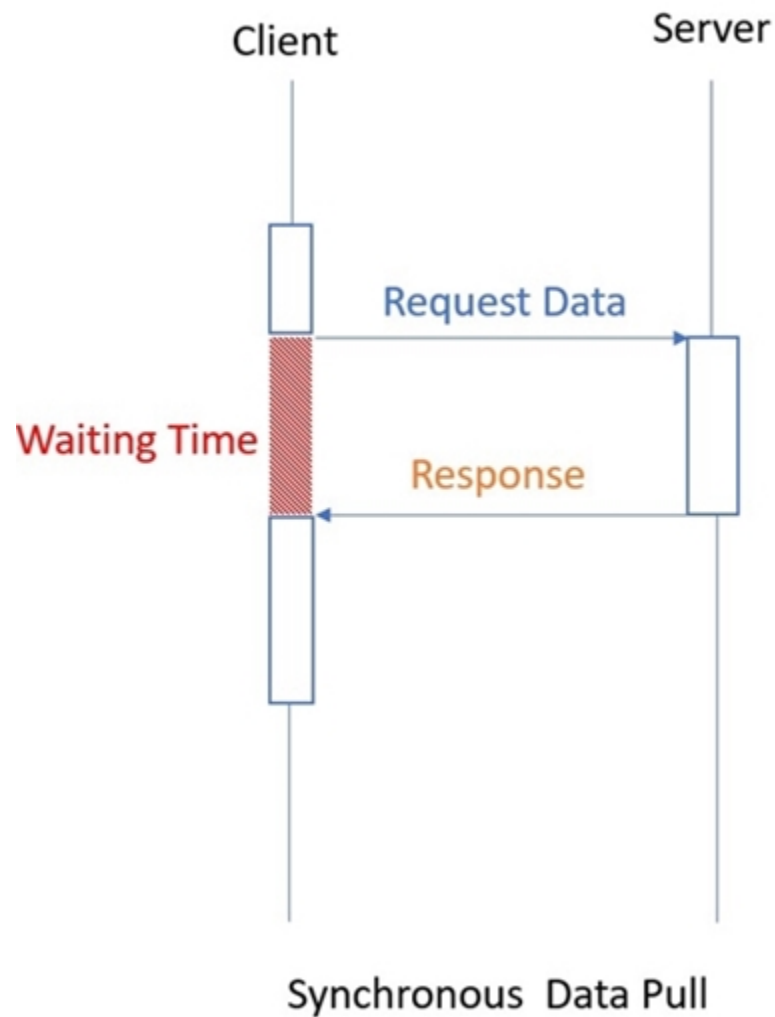 Client
Server
Request Data
Waiting Time
Response
Synchronous Data Pull